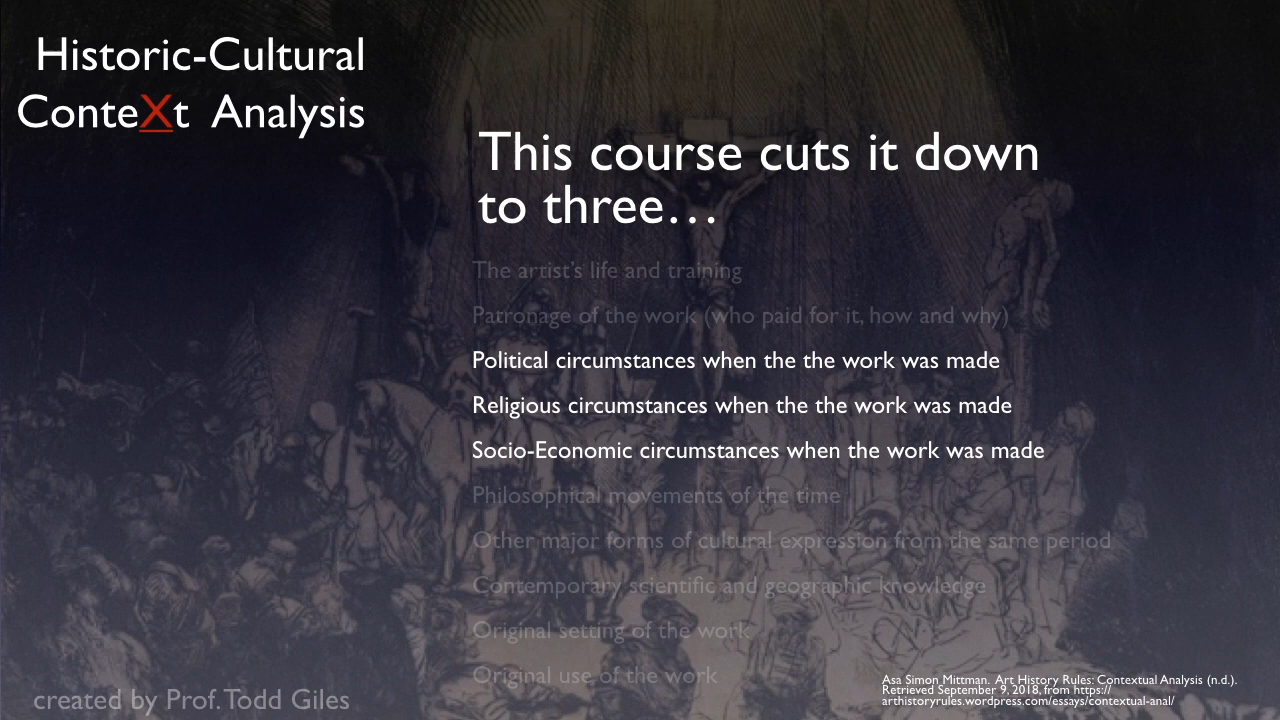 Historic-Cultural
ConteXt Analysis
This course cuts it down
to three…
The artist’s life and training
Patronage of the work (who paid for it, how and why)
Political circumstances when the the work was made
Religious circumstances when the the work was made
Socio-Economic circumstances when the work was made
Philosophical movements of the time
Other major forms of cultural expression from the same period
Contemporary scientific and geographic knowledge
Original setting of the work
Original use of the work
created by Prof. Todd Giles
Asa Simon Mittman. Art History Rules: Contextual Analysis (n.d.).
Retrieved September 9, 2018, from https://
arthistoryrules.wordpress.com/essays/contextual-anal/